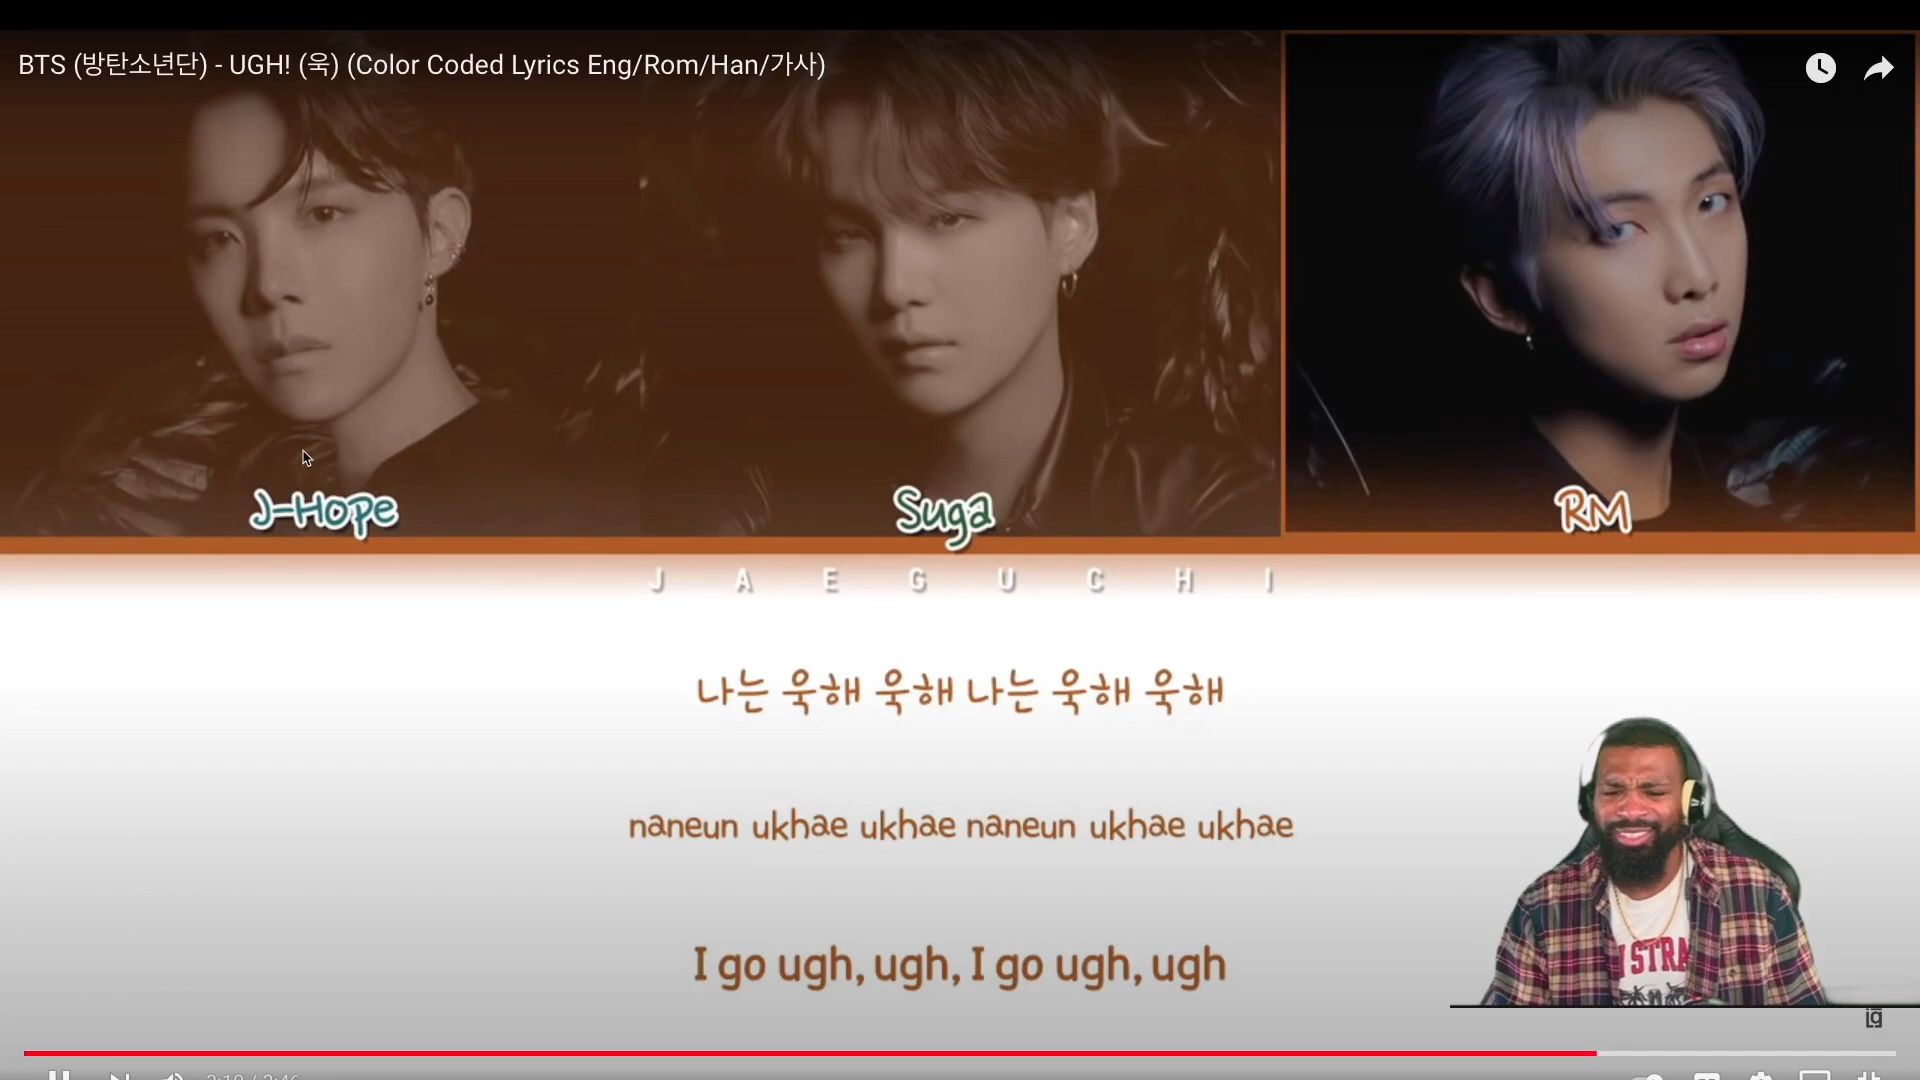 BTS (방탄소년단) - UGH! (욱) (Color Coded Lyrics Eng/Rom/Han/가사)
J-Hope
Suga
RM
J A E G U C H I
나는 욱해 욱해 나는 욱해 욱해
naneun ukhae ukhae naneun ukhae ukhae
I go ugh, ugh, I go ugh, ugh
STRA
jg